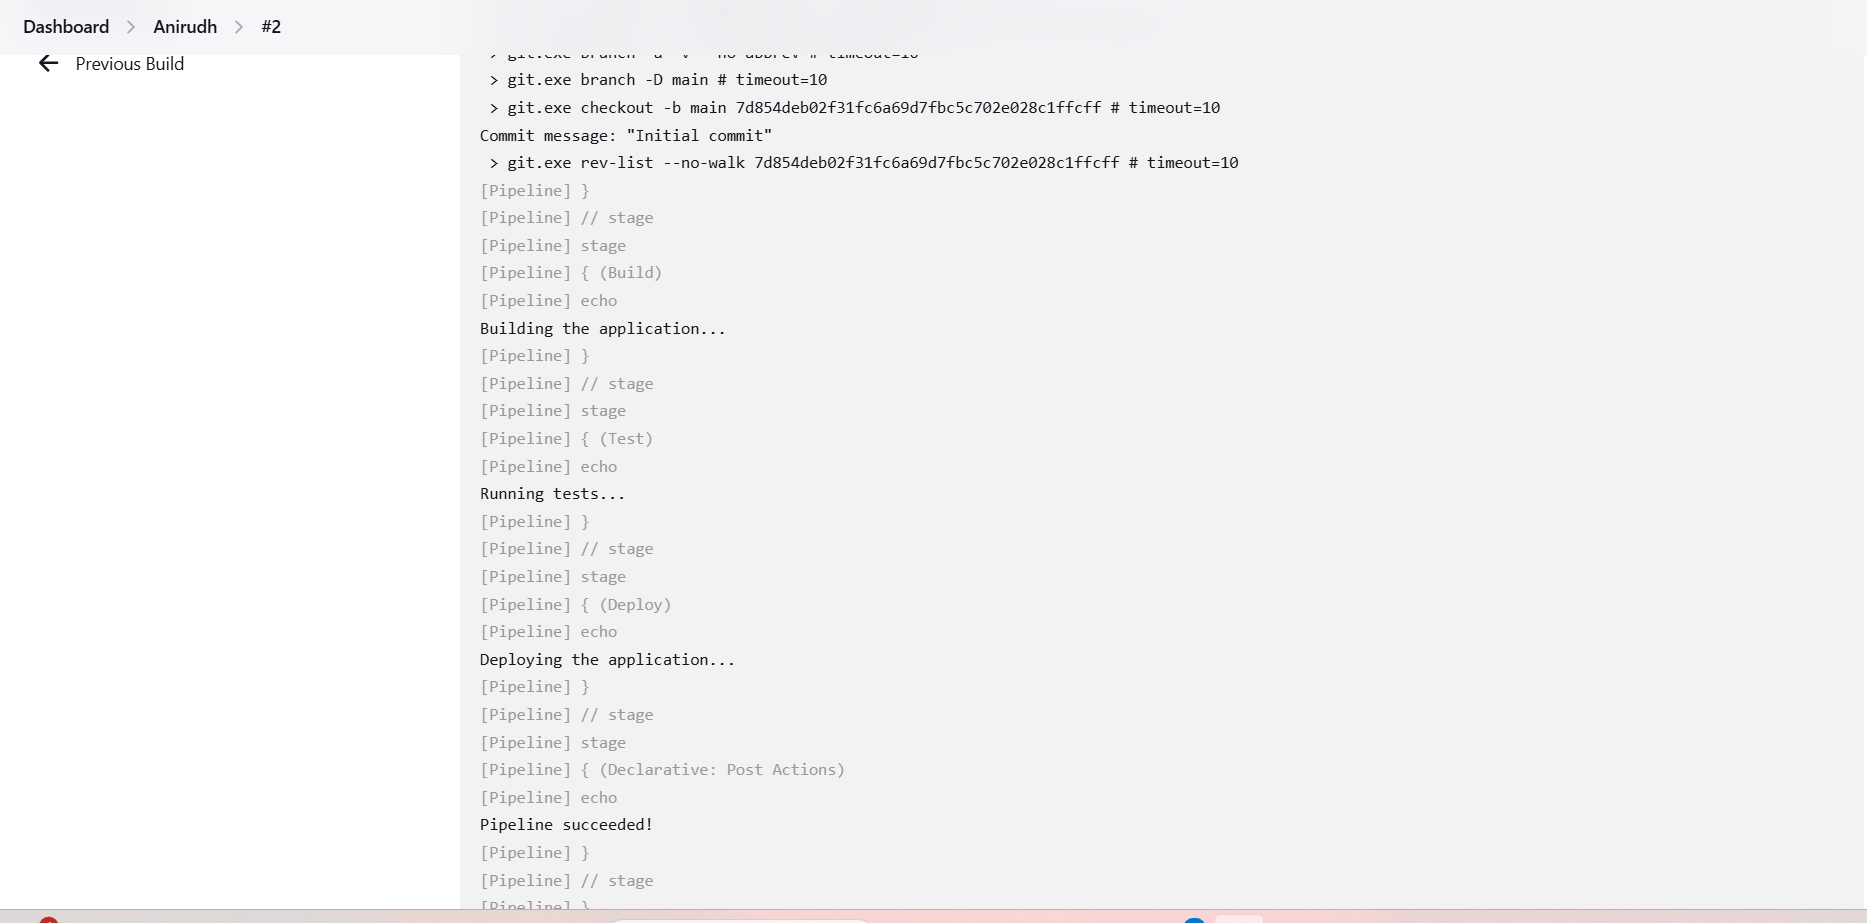 Dashboard > Anirudh > #2
Previous Build
> git.exe branch -a -v --no-abbrev # timeout=10
> git.exe branch -D main # timeout=10
> git.exe checkout -b main 7d854deb02f31fc6a69d7fbc5c702e028c1ffcff # timeout=10
Commit message: "Initial commit"
> git.exe rev-list --no-walk 7d854deb02f31fc6a69d7fbc5c702e028c1ffcff # timeout=10
[Pipeline] }
[Pipeline] // stage
[Pipeline] stage
[Pipeline] { (Build)
[Pipeline] echo
Building the application...
[Pipeline] }
[Pipeline] // stage
[Pipeline] stage
[Pipeline] { (Test)
[Pipeline] echo
Running tests...
[Pipeline] }
[Pipeline] // stage
[Pipeline] stage
[Pipeline] { (Deploy)
[Pipeline] echo
Deploying the application...
[Pipeline] }
[Pipeline] // stage
[Pipeline] stage
[Pipeline] { (Declarative: Post Actions)
[Pipeline] echo
Pipeline succeeded!
[Pipeline] }
[Pipeline] // stage
[Pipeline] }